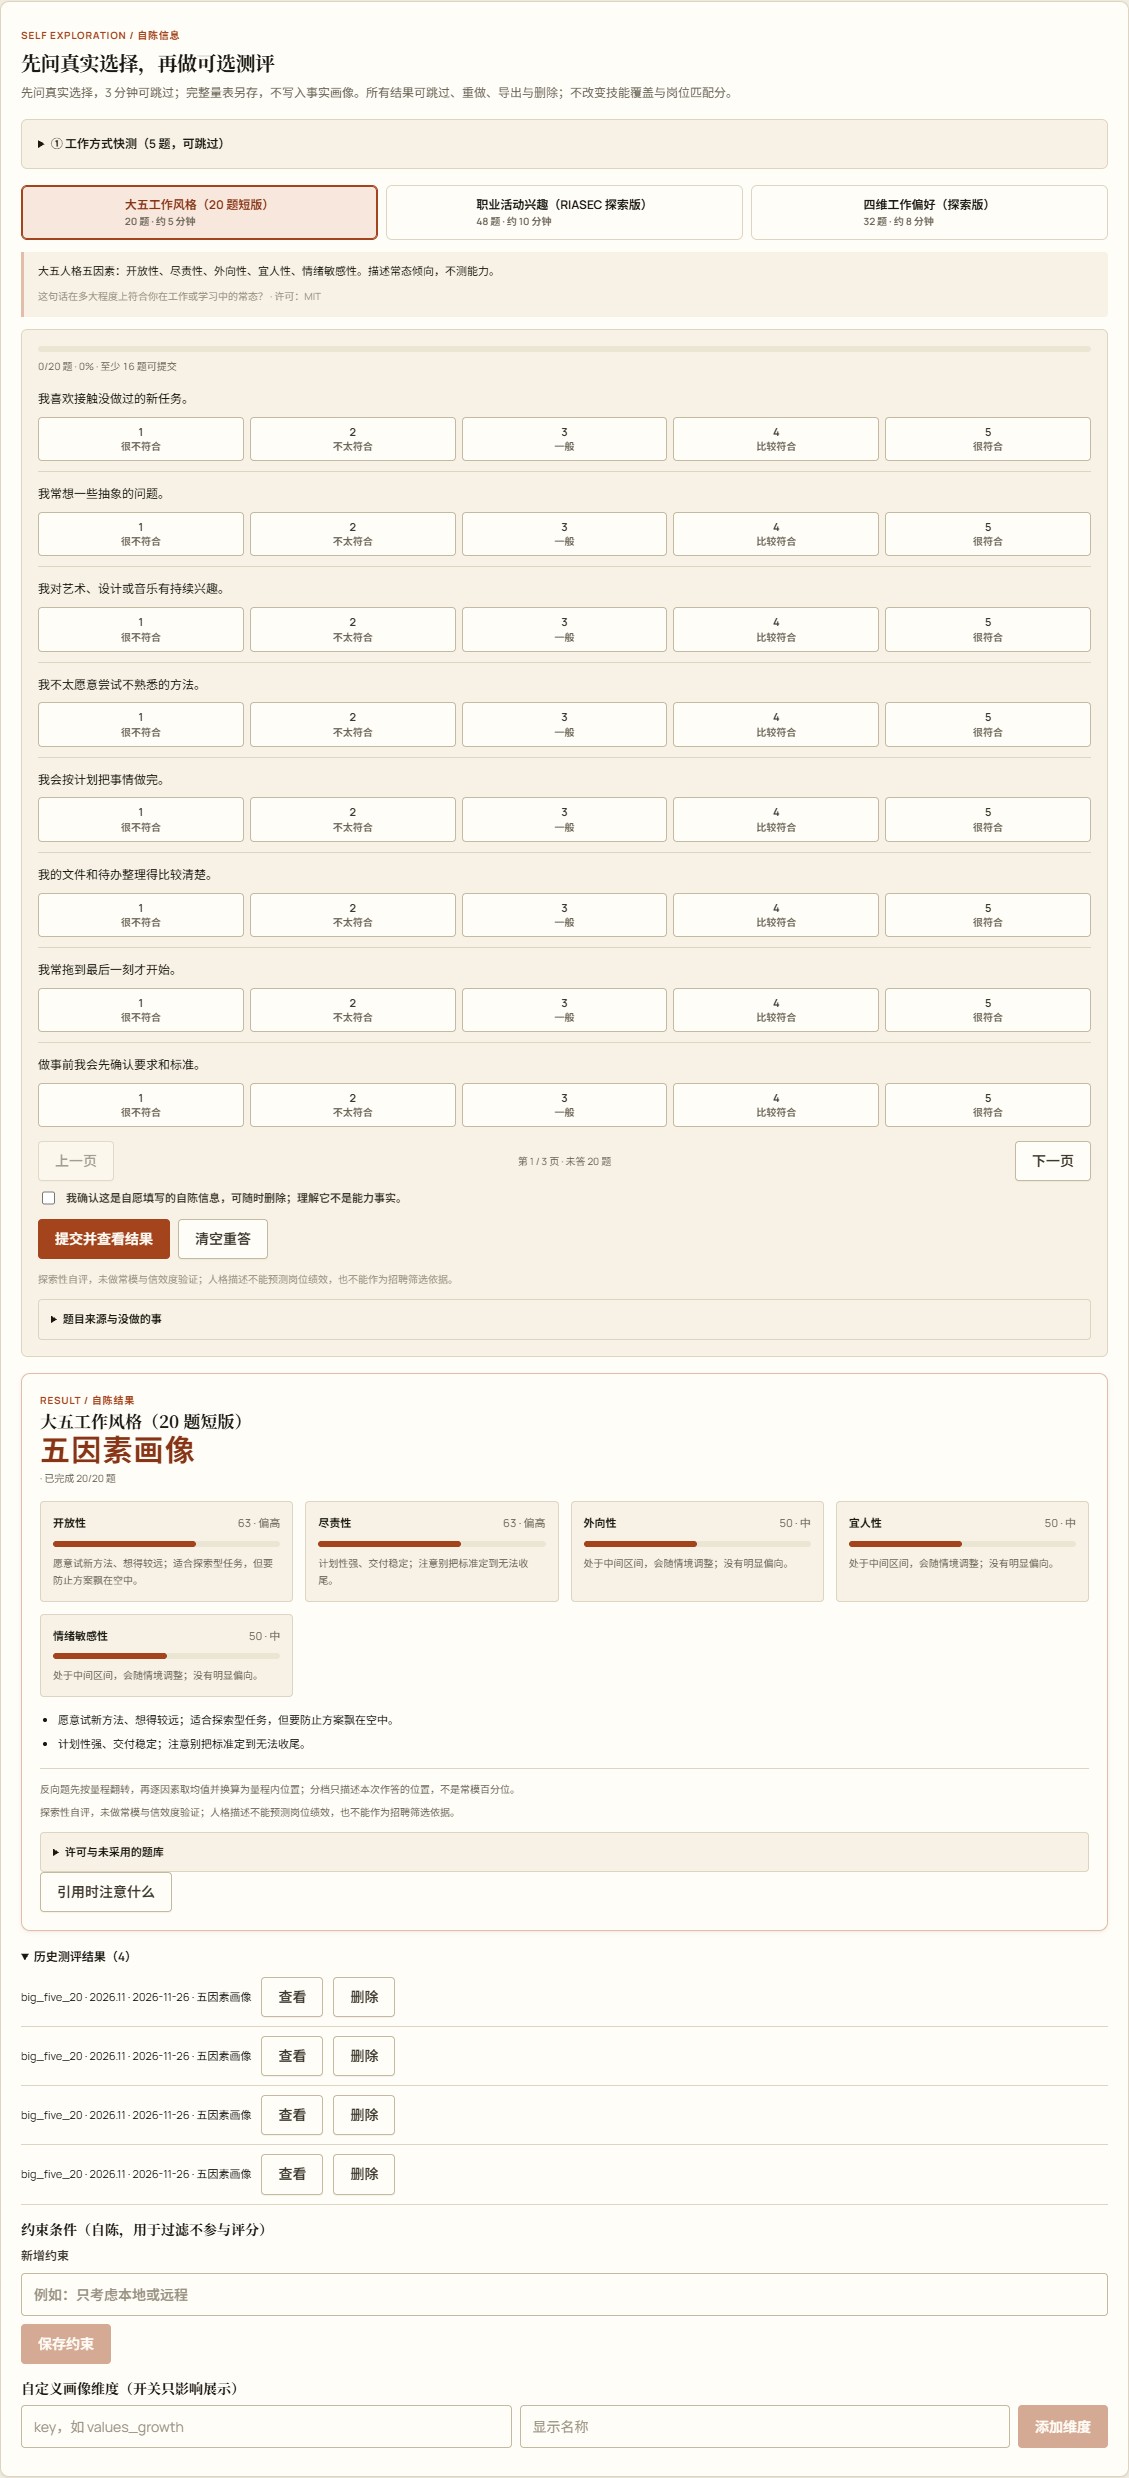 SELF EXPLORATION / 自陈信息
先问真实选择，再做可选测评
先问真实选择，3 分钟可跳过；完整量表另存，不写入事实画像。所有结果可跳过、重做、导出与删除；不改变技能覆盖与岗位匹配分。
① 工作方式快测（5 题，可跳过）
大五工作风格（20 题短版）
20 题 · 约 5 分钟
职业活动兴趣（RIASEC 探索版）
48 题 · 约 10 分钟
四维工作偏好（探索版）
32 题 · 约 8 分钟
大五人格五因素：开放性、尽责性、外向性、宜人性、情绪敏感性。描述常态倾向，不测能力。
这句话在多大程度上符合你在工作或学习中的常态？ · 许可：MIT
0/20 题 · 0% · 至少 16 题可提交
我喜欢接触没做过的新任务。
1 2 3 4 5
很不符合 不太符合 一般 比较符合 很符合
我常想一些抽象的问题。
1 2 3 4 5
很不符合 不太符合 一般 比较符合 很符合
我对艺术、设计或音乐有持续兴趣。
1 2 3 4 5
很不符合 不太符合 一般 比较符合 很符合
我不太愿意尝试不熟悉的方法。
1 2 3 4 5
很不符合 不太符合 一般 比较符合 很符合
我会按计划把事情做完。
1 2 3 4 5
很不符合 不太符合 一般 比较符合 很符合
我的文件和待办整理得比较清楚。
1 2 3 4 5
很不符合 不太符合 一般 比较符合 很符合
我常拖到最后一刻才开始。
1 2 3 4 5
很不符合 不太符合 一般 比较符合 很符合
做事前我会先确认要求和标准。
1 2 3 4 5
很不符合 不太符合 一般 比较符合 很符合
上一页 第 1 / 3 页 · 未答 20 题 下一页
我确认这是自愿填写的自陈信息，可随时删除；理解它不是能力事实。
提交并查看结果 清空重答
探索性自评，未做常模与信效度验证；人格描述不能预测岗位绩效，也不能作为招聘筛选依据。
题目来源与没做的事
RESULT / 自陈结果
大五工作风格（20 题短版）
五因素画像
· 已完成 20/20 题
开放性 63 · 偏高
愿意试新方法、想得较远；适合探索型任务，但要
防止方案飘在空中。
尽责性 63 · 偏高
计划性强、交付稳定；注意别把标准定到无法收
尾。
外向性 50 · 中
处于中间区间，会随情境调整；没有明显偏向。
宜人性 50 · 中
处于中间区间，会随情境调整；没有明显偏向。
情绪敏感性 50 · 中
处于中间区间，会随情境调整；没有明显偏向。
愿意试新方法、想得较远；适合探索型任务，但要防止方案飘在空中。
计划性强、交付稳定；注意别把标准定到无法收尾。
反向题先按量程翻转，再逐因素取均值并换算为量程内位置；分档只描述本次作答的位置，不是常模百分位。
探索性自评，未做常模与信效度验证；人格描述不能预测岗位绩效，也不能作为招聘筛选依据。
许可与未采用的题库
引用时注意什么
历史测评结果（4）
big_five_20 · 2026.11 · 2026-11-26 · 五因素画像 查看 删除
big_five_20 · 2026.11 · 2026-11-26 · 五因素画像 查看 删除
big_five_20 · 2026.11 · 2026-11-26 · 五因素画像 查看 删除
big_five_20 · 2026.11 · 2026-11-26 · 五因素画像 查看 删除
约束条件（自陈，用于过滤不参与评分）
新增约束
例如：只考虑本地或远程
保存约束
自定义画像维度（开关只影响展示）
key，如 values_growth 显示名称 添加维度